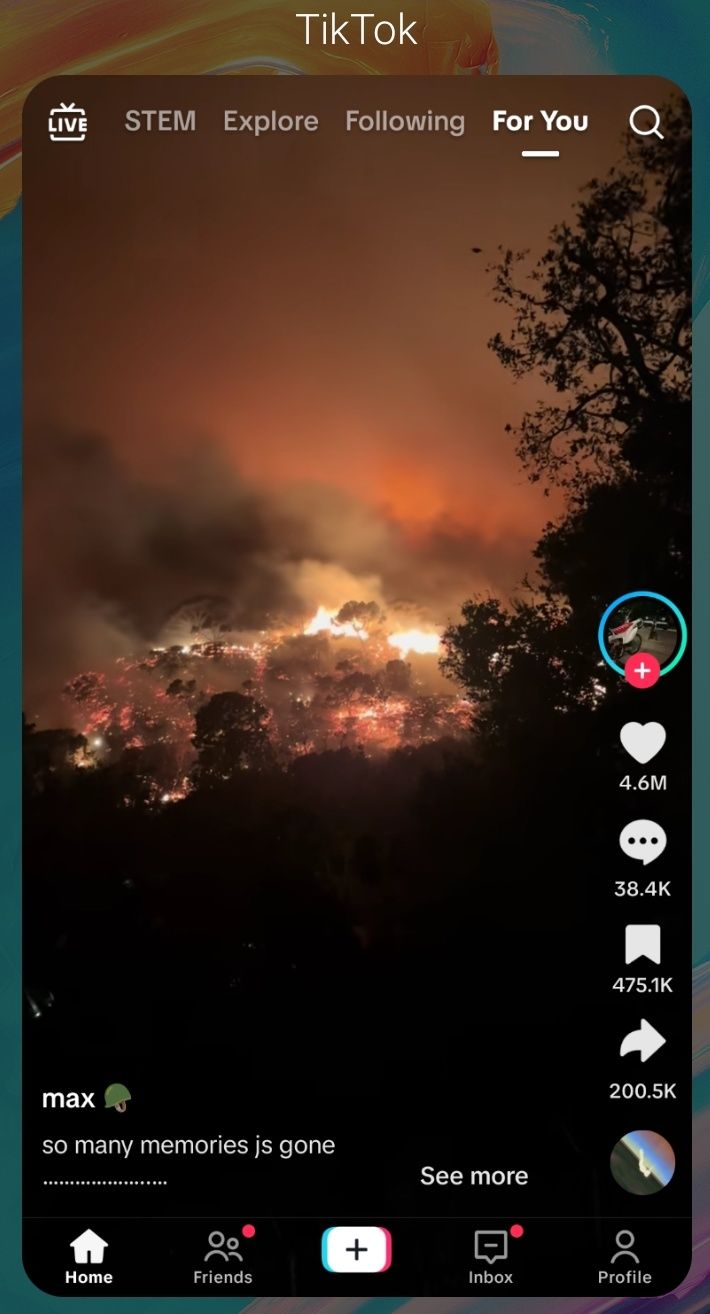 TikTok
LIVE
STEM
Explore
Following
For You
4.6M
38.4K
475.1K
200.5K
max 🪖
so many memories js gone
......................
See more
Home
Friends
Inbox
Profile